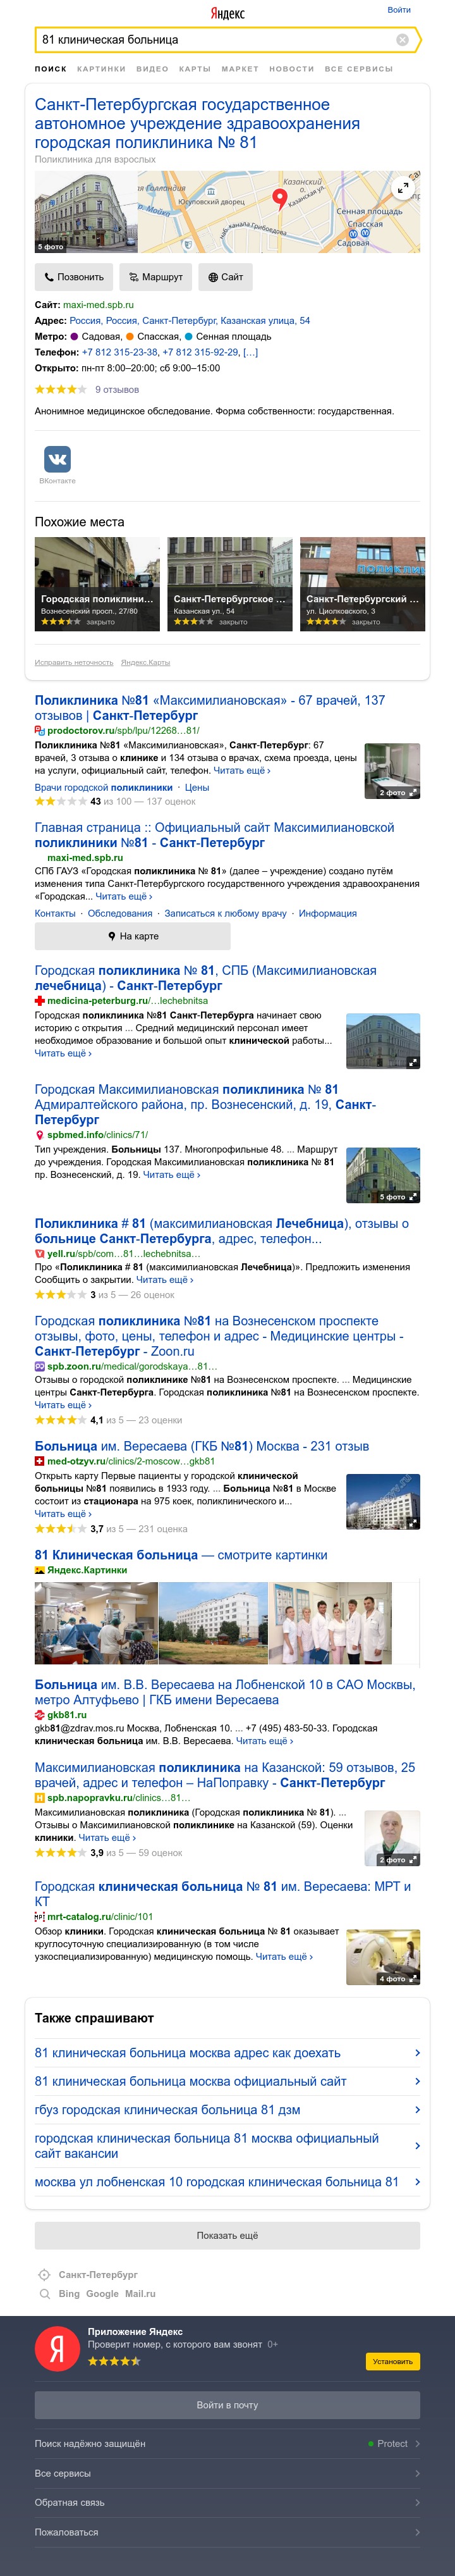 Яндекс
Войти
81 клиническая больница
ПОИСК КАРТИНКИ ВИДЕО КАРТЫ МАРКЕТ НОВОСТИ ВСЕ СЕРВИСЫ
Санкт-Петербургская государственное
автономное учреждение здравоохранения
городская поликлиника № 81
Поликлиника для взрослых
Юсуповский дворец
р. Мойка
Казанский о.
Казанская ул.
наб. канала Грибоедова
Сенная площадь
Спасская
Садовая
5 фото
Позвонить
Маршрут
Сайт
Сайт: maxi-med.spb.ru
Адрес: Россия, Россия, Санкт-Петербург, Казанская улица, 54
Метро: Садовая, Спасская, Сенная площадь
Телефон: +7 812 315-23-38, +7 812 315-92-29, [...]
Открыто: пн-пт 8:00–20:00; сб 9:00–15:00
9 отзывов
Анонимное медицинское обследование. Форма собственности: государственная.
ВКонтакте
Похожие места
Городская поликлини…
Вознесенский просп., 27/80
закрыто
Санкт-Петербургское …
Казанская ул., 54
закрыто
Санкт-Петербургский …
ул. Циолковского, 3
закрыто
Исправить неточность Яндекс.Карты
Поликлиника №81 «Максимилиановская» - 67 врачей, 137
отзывов | Санкт-Петербург
prodoctorov.ru/spb/lpu/12268…81/
Поликлиника №81 «Максимилиановская», Санкт-Петербург: 67
врачей, 3 отзыва о клинике и 134 отзыва о врачах, схема проезда, цены
на услуги, официальный сайт, телефон. Читать ещё ›
Врачи городской поликлиники · Цены
43 из 100 — 137 оценок
2 фото
Главная страница :: Официальный сайт Максимилиановской
поликлиники №81 - Санкт-Петербург
maxi-med.spb.ru
СПб ГАУЗ «Городская поликлиника № 81» (далее – учреждение) создано путём
изменения типа Санкт-Петербургского государственного учреждения здравоохранения
«Городская... Читать ещё ›
Контакты · Обследования · Записаться к любому врачу · Информация
На карте
Городская поликлиника № 81, СПБ (Максимилиановская
лечебница) - Санкт-Петербург
medicina-peterburg.ru/…lechebnitsa
Городская поликлиника №81 Санкт-Петербурга начинает свою
историю с открытия ... Средний медицинский персонал имеет
необходимое образование и большой опыт клинической работы...
Читать ещё ›
Городская Максимилиановская поликлиника № 81
Адмиралтейского района, пр. Вознесенский, д. 19, Санкт-
Петербург
spbmed.info/clinics/71/
Тип учреждения. Больницы 137. Многопрофильные 48. ... Маршрут
до учреждения. Городская Максимилиановская поликлиника № 81
пр. Вознесенский, д. 19. Читать ещё ›
5 фото
Поликлиника # 81 (максимилиановская Лечебница), отзывы о
больнице Санкт-Петербурга, адрес, телефон...
yell.ru/spb/com…81…lechebnitsa…
Про «Поликлиника # 81 (максимилиановская Лечебница)». Предложить изменения
Сообщить о закрытии. Читать ещё ›
3 из 5 — 26 оценок
Городская поликлиника №81 на Вознесенском проспекте
отзывы, фото, цены, телефон и адрес - Медицинские центры -
Санкт-Петербург - Zoon.ru
spb.zoon.ru/medical/gorodskaya…81…
Отзывы о городской поликлинике №81 на Вознесенском проспекте. ... Медицинские
центры Санкт-Петербурга. Городская поликлиника №81 на Вознесенском проспекте.
Читать ещё ›
4,1 из 5 — 23 оценки
Больница им. Вересаева (ГКБ №81) Москва - 231 отзыв
med-otzyv.ru/clinics/2-moscow…gkb81
Открыть карту Первые пациенты у городской клинической
больницы №81 появились в 1933 году. ... Больница №81 в Москве
состоит из стационара на 975 коек, поликлинического и...
Читать ещё ›
3,7 из 5 — 231 оценка
81 Клиническая больница — смотрите картинки
Яндекс.Картинки
Больница им. В.В. Вересаева на Лобненской 10 в САО Москвы,
метро Алтуфьево | ГКБ имени Вересаева
gkb81.ru
gkb81@zdrav.mos.ru Москва, Лобненская 10. ... +7 (495) 483-50-33. Городская
клиническая больница им. В.В. Вересаева. Читать ещё ›
Максимилиановская поликлиника на Казанской: 59 отзывов, 25
врачей, адрес и телефон – НаПоправку - Санкт-Петербург
spb.napopravku.ru/clinics…81…
Максимилиановская поликлиника (Городская поликлиника № 81). ...
Отзывы о Максимилиановской поликлинике на Казанской (59). Оценки
клиники. Читать ещё ›
3,9 из 5 — 59 оценок
2 фото
Городская клиническая больница № 81 им. Вересаева: МРТ и
КТ
mrt-catalog.ru/clinic/101
Обзор клиники. Городская клиническая больница № 81 оказывает
круглосуточную специализированную (в том числе
узкоспециализированную) медицинскую помощь. Читать ещё ›
4 фото
Также спрашивают
81 клиническая больница москва адрес как доехать
81 клиническая больница москва официальный сайт
гбуз городская клиническая больница 81 дзм
городская клиническая больница 81 москва официальный
сайт вакансии
москва ул лобненская 10 городская клиническая больница 81
Показать ещё
Санкт-Петербург
Bing Google Mail.ru
Приложение Яндекс
Проверит номер, с которого вам звонят 0+
Установить
Войти в почту
Поиск надёжно защищён
Protect
Все сервисы
Обратная связь
Пожаловаться